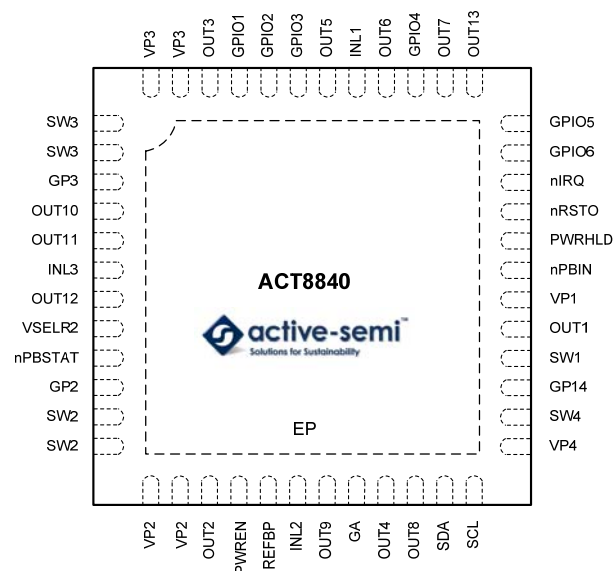 VP3
VP3
OUT3
GPIO1
GPIO2
GPIO3
OUT5
INL1
OUT6
GPIO4
OUT7
OUT13
SW3
SW3
GP3
OUT10
OUT11
INL3
OUT12
VSELR2
nPBSTAT
GP2
SW2
SW2
GPIO5
GPIO6
nIRQ
nRSTO
PWRHLD
nPBIN
VP1
OUT1
SW1
GP14
SW4
VP4
ACT8840
active-semi™
Solutions for Sustainability
EP
VP2
VP2
OUT2
PWREN
REFBP
INL2
OUT9
GA
OUT4
OUT8
SDA
SCL